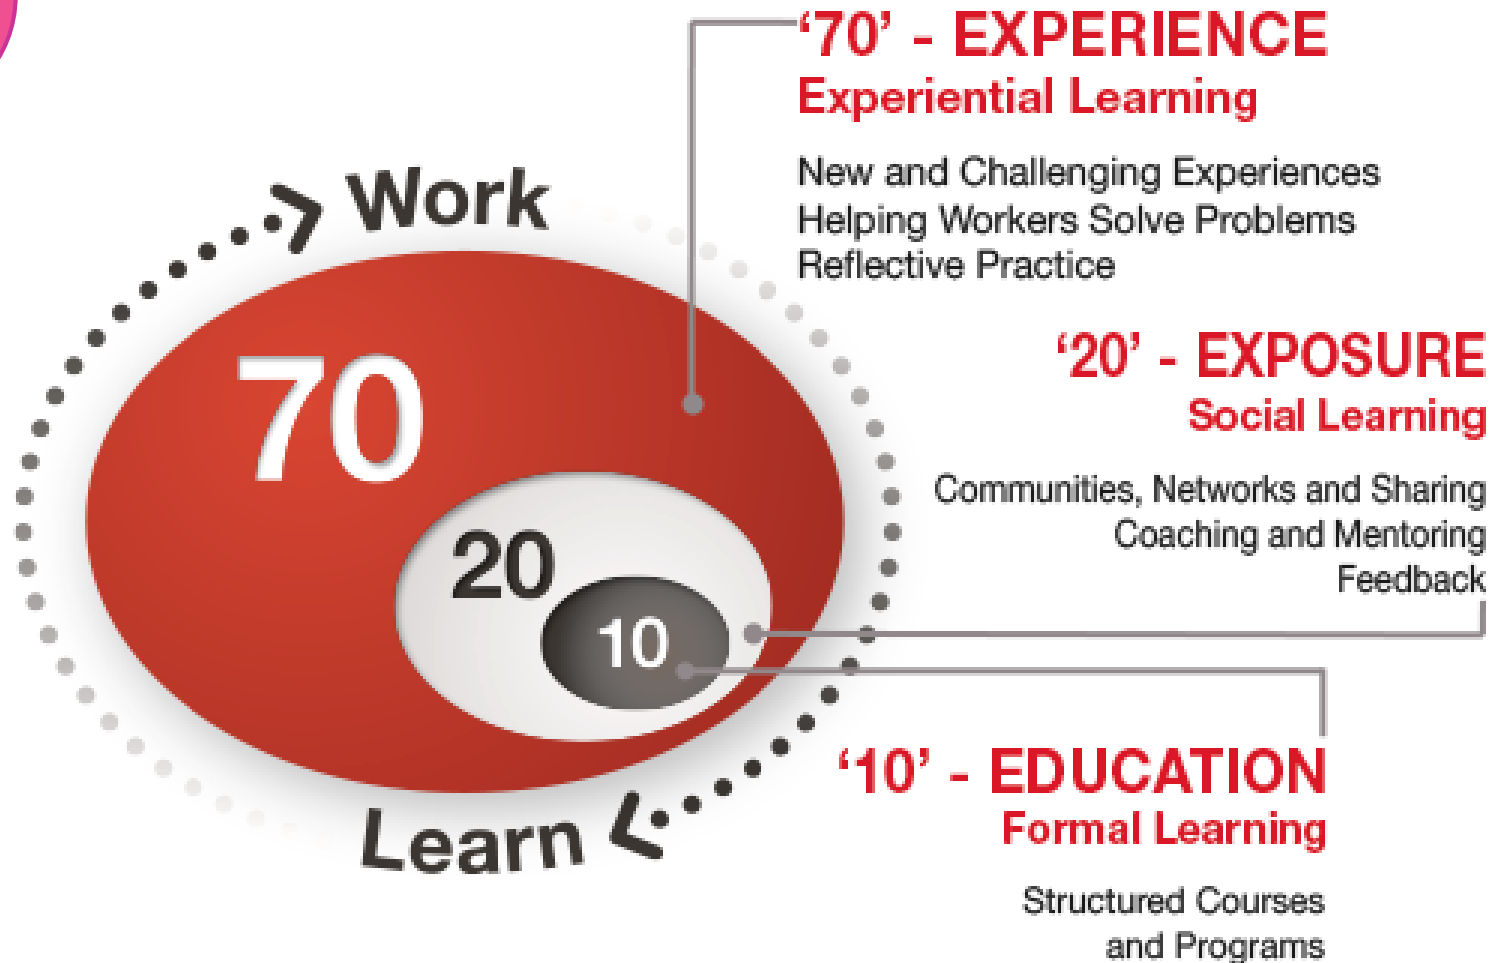 ‘70’ - EXPERIENCE
Experiential Learning
New and Challenging Experiences
Helping Workers Solve Problems
Reflective Practice
Work
70
20
10
Learn
‘20’ - EXPOSURE
Social Learning
Communities, Networks and Sharing
Coaching and Mentoring
Feedback
‘10’ - EDUCATION
Formal Learning
Structured Courses
and Programs